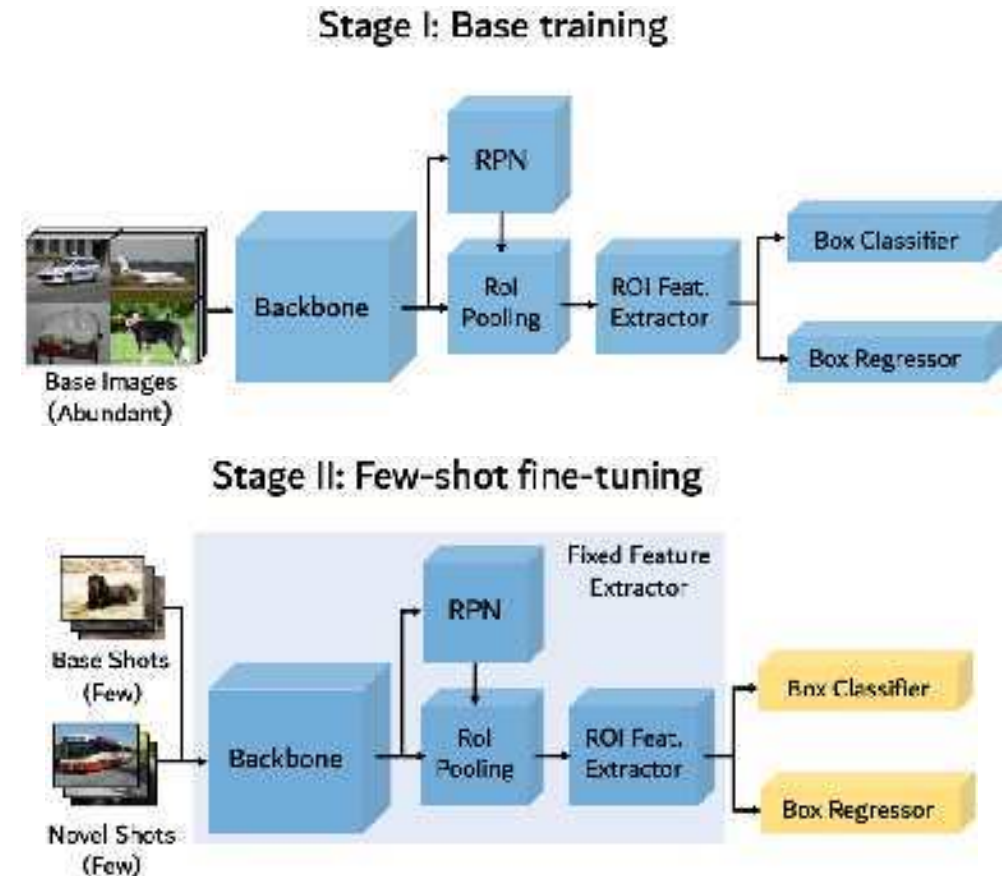 Stage I: Base training
RPN
Backbone
RoI
Pooling
ROI Feat.
Extractor
Box Classifier
Box Regressor
Base Images
(Abundant)
Stage II: Few-shot fine-tuning
Fixed Feature
Extractor
RPN
Base Shots
(Few)
Backbone
RoI
Pooling
ROI Feat.
Extractor
Box Classifier
Box Regressor
Novel Shots
(Few)